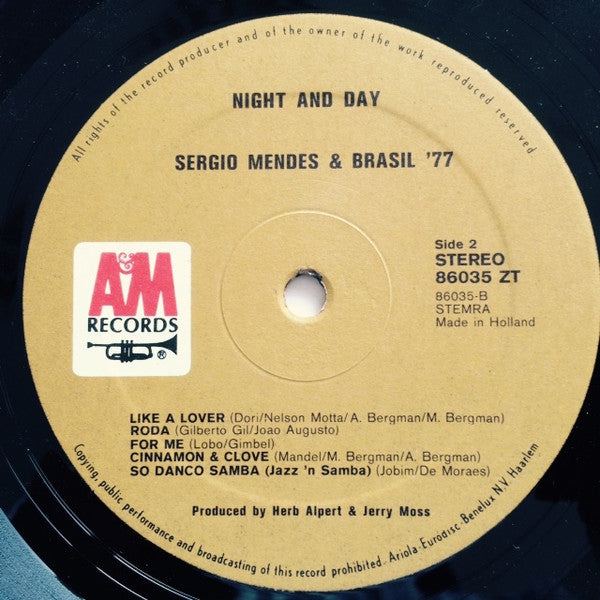 All rights of the record producer and of the owner of the work reproduced reserved
NIGHT AND DAY
SERGIO MENDES & BRASIL '77
A&M
RECORDS
®
Side 2
STEREO
86035 ZT
86035-B
STEMRA
Made in Holland
LIKE A LOVER (Dori/Nelson Motta/A. Bergman/M. Bergman)
RODA (Gilberto Gil/Joao Augusto)
FOR ME (Lobo/Gimbel)
CINNAMON & CLOVE (Mandel/M. Bergman/A. Bergman)
SO DANCO SAMBA (Jazz 'n Samba) (Jobim/De Moraes)
Produced by Herb Alpert & Jerry Moss
Copying, public performance and broadcasting of this record prohibited. Ariola-Eurodisc Benelux N.V. Haarlem